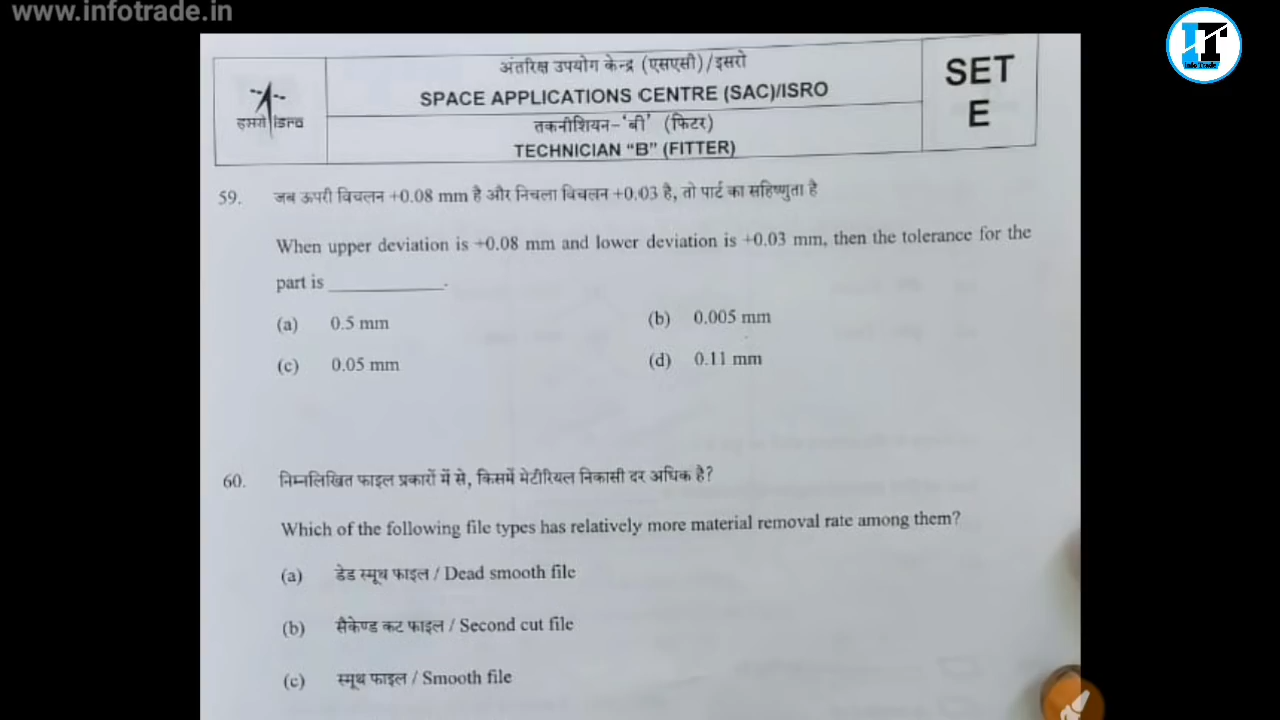 www.infotrade.in
IT
Info Trade
अंतरिक्ष उपयोग केन्द्र (एसएसी)/इसरो
SPACE APPLICATIONS CENTRE (SAC)/ISRO
तकनीशियन-‘बी’ (फिटर)
TECHNICIAN “B” (FITTER)
SET
E
इसरो isro
59. जब ऊपरी विचलन +0.08 mm है और निचला विचलन +0.03 है, तो पार्ट का सहिष्णुता है
When upper deviation is +0.08 mm and lower deviation is +0.03 mm, then the tolerance for the
part is ____________.
(a) 0.5 mm (b) 0.005 mm
(c) 0.05 mm (d) 0.11 mm
60. निम्नलिखित फाइल प्रकारों में से, किसमें मेटीरियल निकासी दर अधिक है?
Which of the following file types has relatively more material removal rate among them?
(a) डेड स्मूथ फाइल / Dead smooth file
(b) सैकेण्ड कट फाइल / Second cut file
(c) स्मूथ फाइल / Smooth file